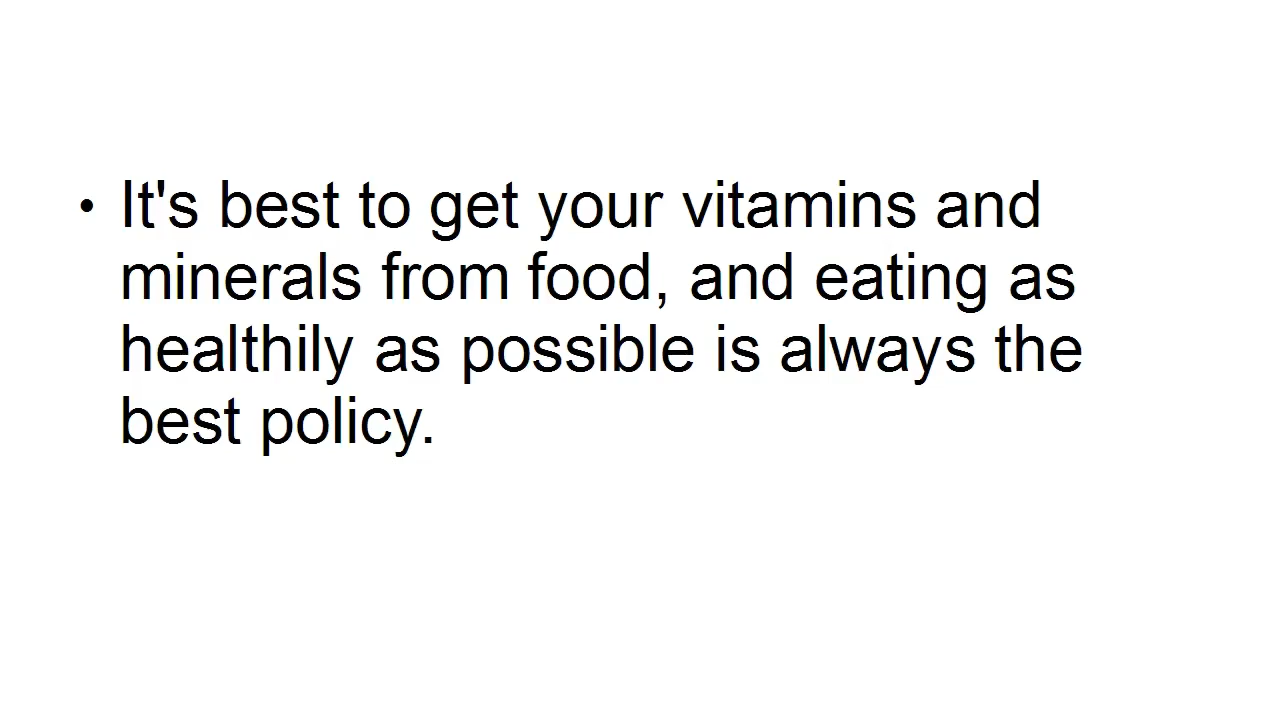 • It's best to get your vitamins and
minerals from food, and eating as
healthily as possible is always the
best policy.